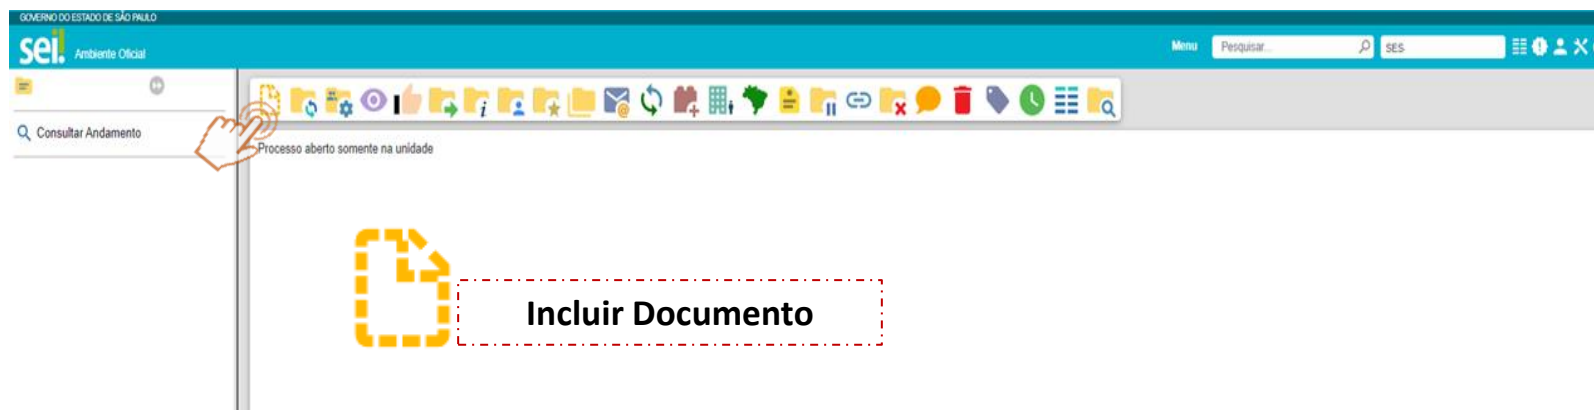 GOVERNO DO ESTADO DE SÃO PAULO
sei! Ambiente Oficial
Menu Pesquisar... SES
Consultar Andamento
Processo aberto somente na unidade
Incluir Documento